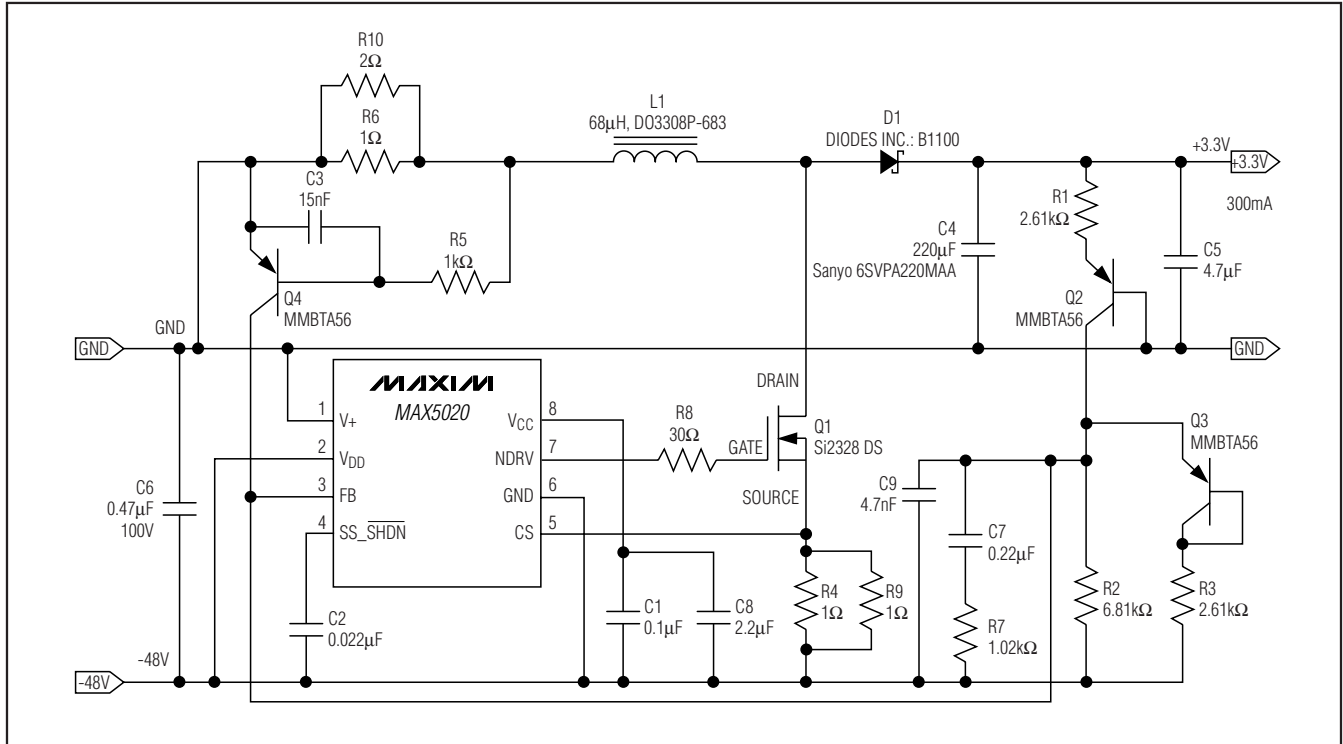 R10
2Ω
R6
1Ω
C3
15nF
R5
1kΩ
Q4
MMBTA56
L1
68μH, DO3308P-683
D1
DIODES INC.: B1100
+3.3V
+3.3V
300mA
R1
2.61kΩ
C4
220μF
Sanyo 6SVPA220MAA
C5
4.7μF
Q2
MMBTA56
GND
GND
GND
MAXIM
MAX5020
1
V+
2
VDD
3
FB
4
SS_SHDN
8
VCC
7
NDRV
6
GND
5
CS
R8
30Ω
DRAIN
GATE
Q1
Si2328 DS
SOURCE
Q3
MMBTA56
C6
0.47μF
100V
C9
4.7nF
C7
0.22μF
C2
0.022μF
C1
0.1μF
C8
2.2μF
R4
1Ω
R9
1Ω
R7
1.02kΩ
R2
6.81kΩ
R3
2.61kΩ
-48V
-48V